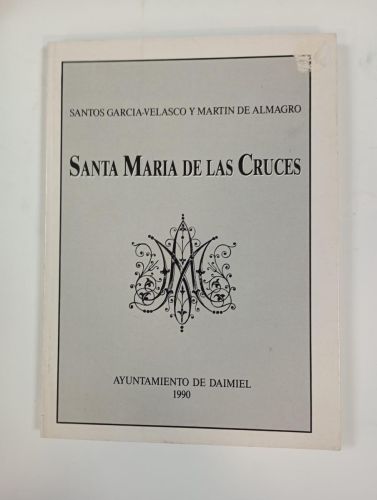 SANTOS GARCIA-VELASCO Y MARTIN DE ALMAGRO
SANTA MARIA DE LAS CRUCES
AYUNTAMIENTO DE DAIMIEL
1990